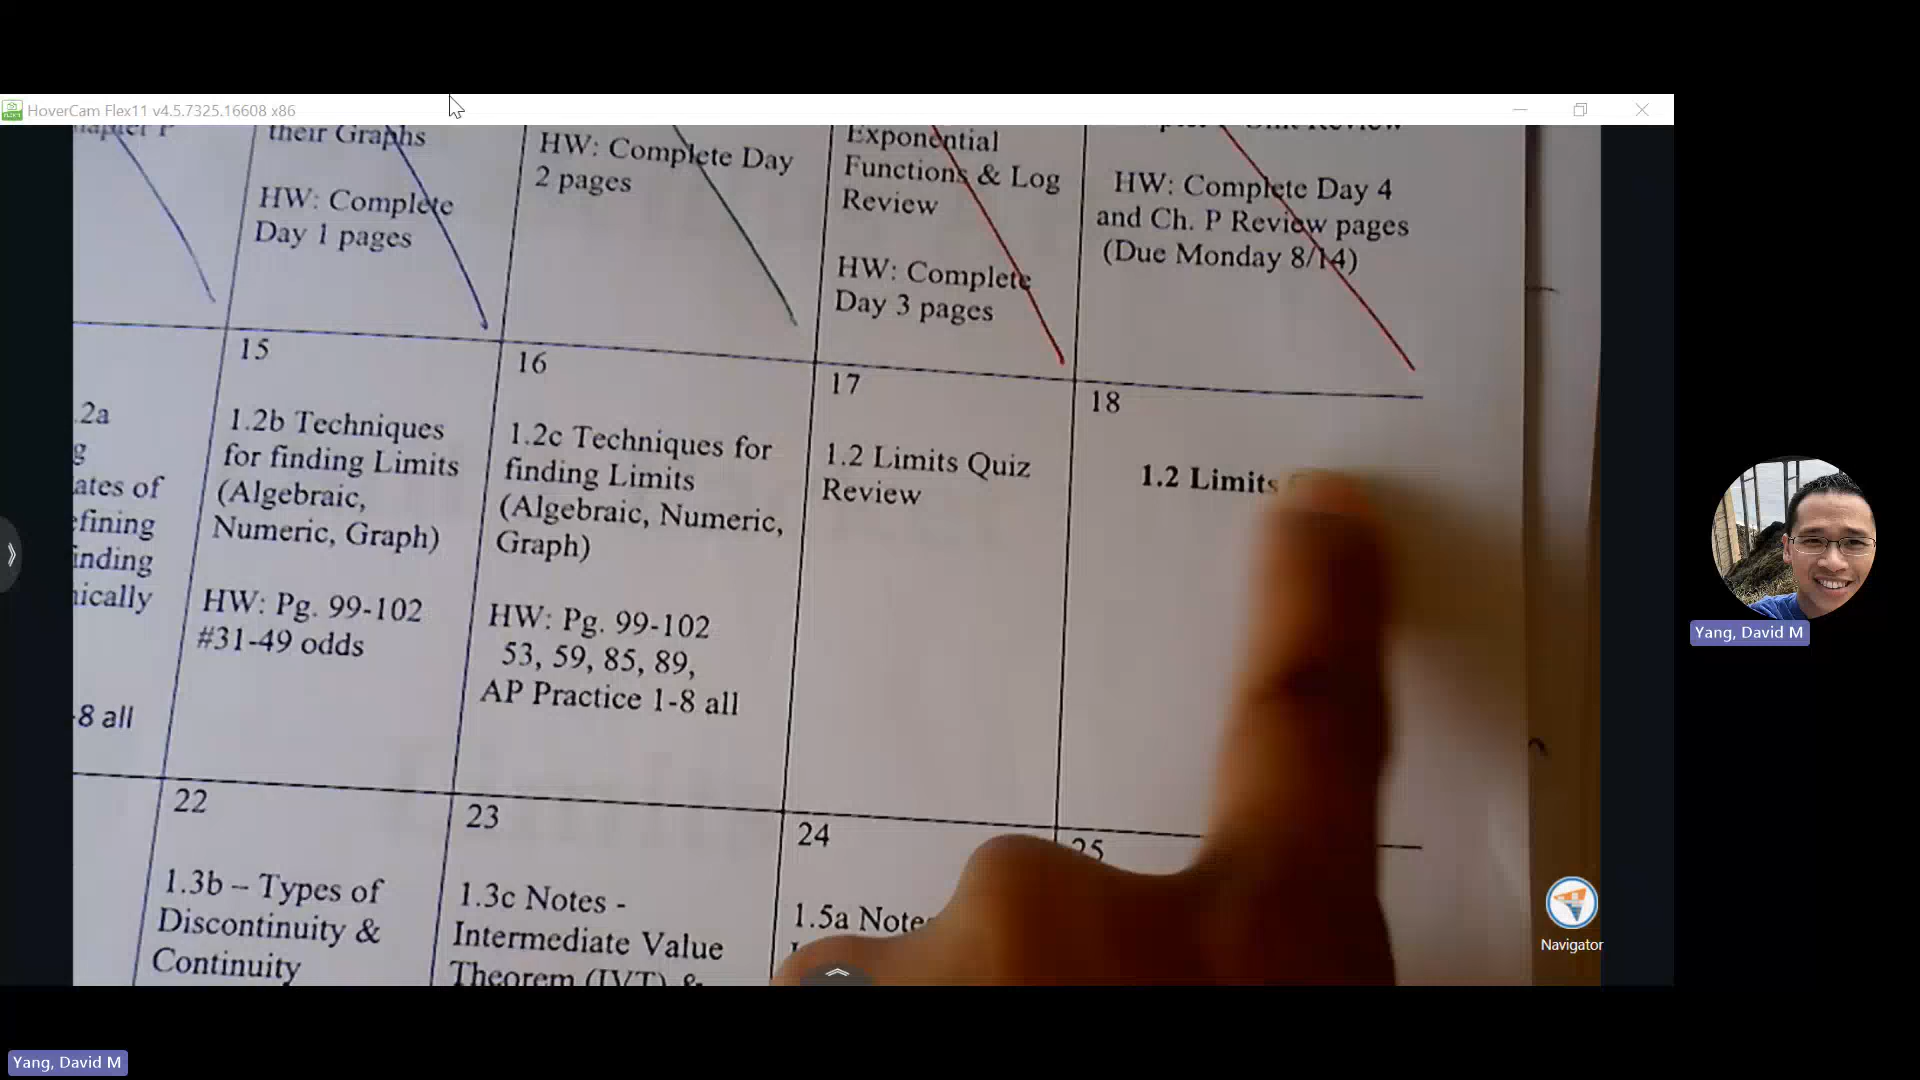 HoverCam Flex11 v4.5.7325.16608 x86
their Graphs
HW: Complete
Day 1 pages
HW: Complete Day
2 pages
Exponential
Functions & Log
Review
HW: Complete
Day 3 pages
HW: Complete Day 4
and Ch. P Review pages
(Due Monday 8/14)
.2a
g
ates of
efining
inding
ically
-8 all
15
1.2b Techniques
for finding Limits
(Algebraic,
Numeric, Graph)
HW: Pg. 99-102
#31-49 odds
16
1.2c Techniques for
finding Limits
(Algebraic, Numeric,
Graph)
HW: Pg. 99-102
53, 59, 85, 89,
AP Practice 1-8 all
17
1.2 Limits Quiz
Review
18
1.2 Limits
22
1.3b – Types of
Discontinuity &
Continuity
23
1.3c Notes -
Intermediate Value
Theorem (IVT) &
24
1.5a Note
25
Navigator
Yang, David M
Yang, David M